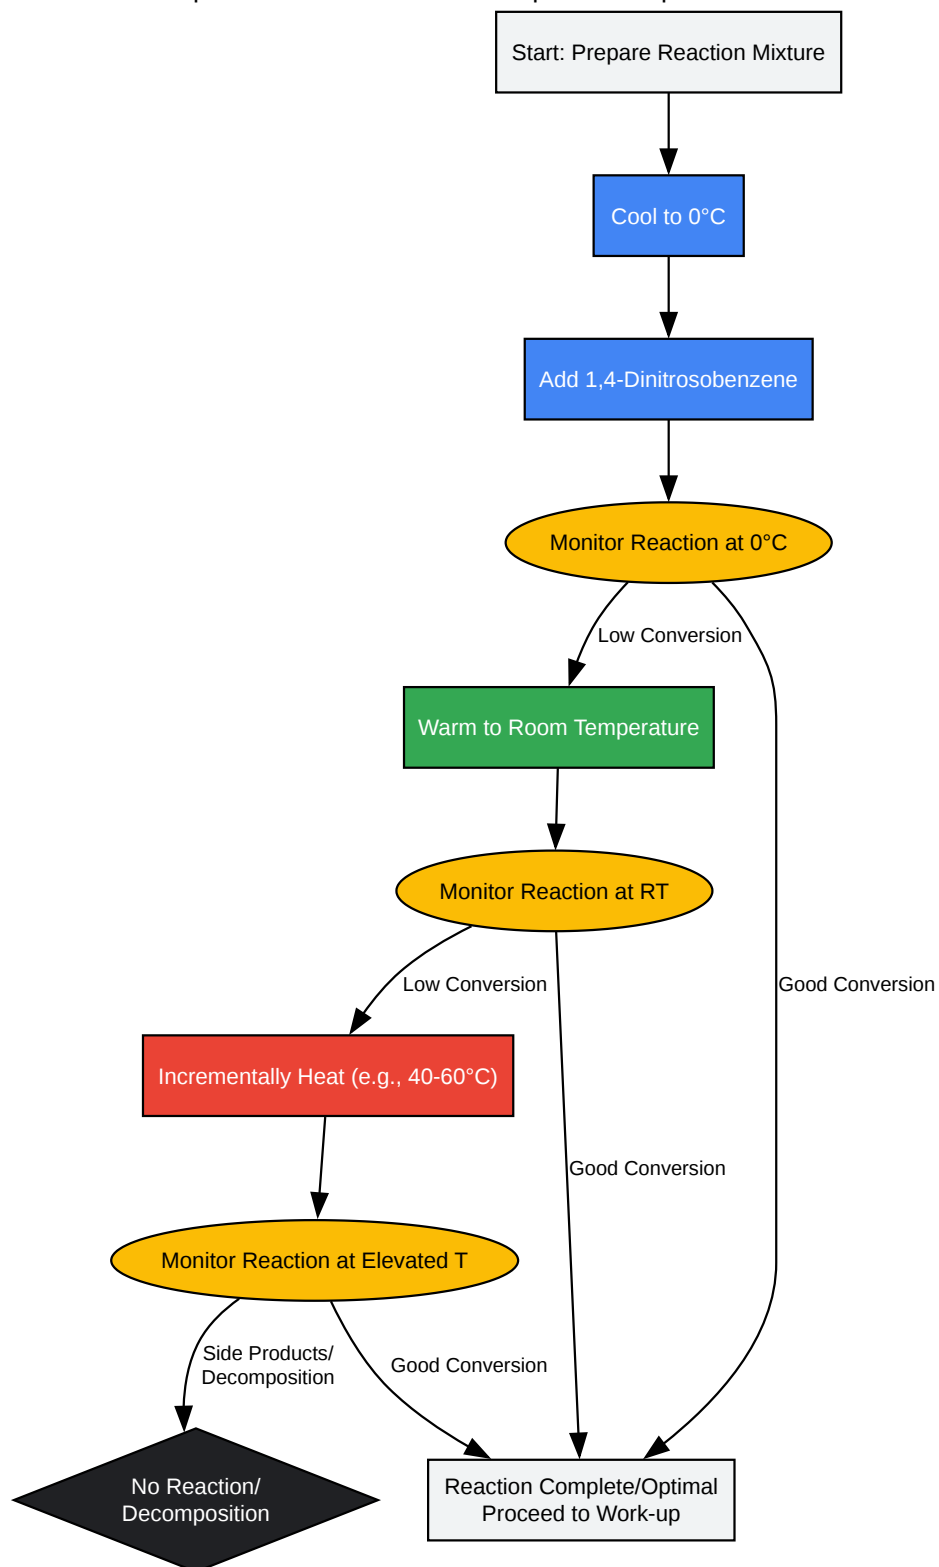 Start: Prepare Reaction Mixture
Cool to 0°C
Add 1,4-Dinitrosobenzene
Monitor Reaction at 0°C
Low Conversion
Warm to Room Temperature
Monitor Reaction at RT
Low Conversion
Good Conversion
Incrementally Heat (e.g., 40-60°C)
Good Conversion
Monitor Reaction at Elevated T
Side Products/
Decomposition
Good Conversion
No Reaction/
Decomposition
Reaction Complete/Optimal
Proceed to Work-up